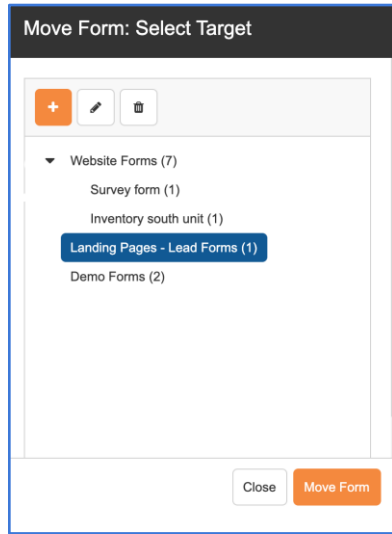 Move Form: Select Target
Website Forms (7)
Survey form (1)
Inventory south unit (1)
Landing Pages - Lead Forms (1)
Demo Forms (2)
Close Move Form